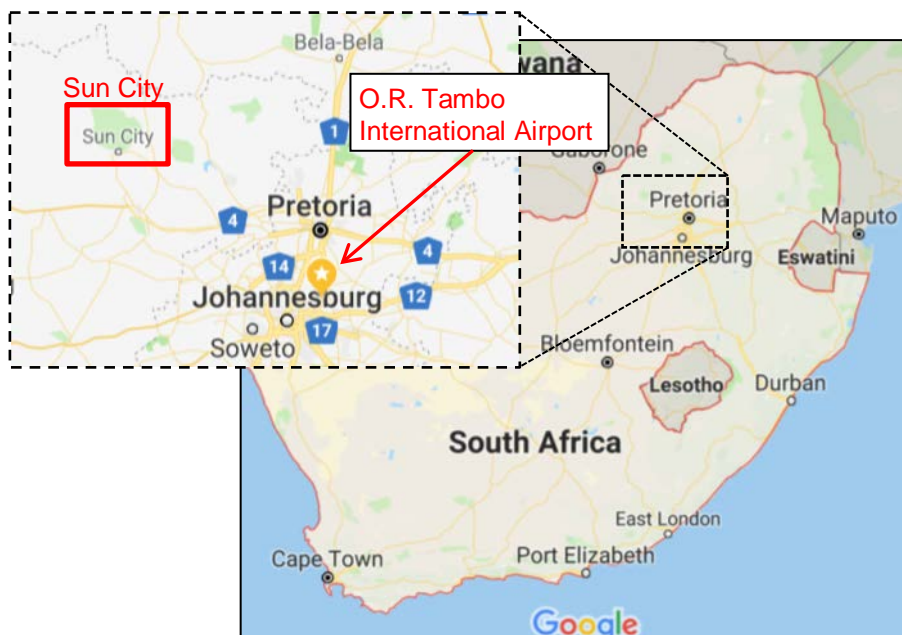 Bela-Bela
wana
Sun City
O.R. Tambo
International Airport
Sun City
1
Gaborone
4
Pretoria
Pretoria
4
Maputo
14
Johannesburg
Eswatini
Johannesburg
12
17
Soweto
Bloemfontein
Lesotho
Durban
South Africa
East London
Cape Town
Port Elizabeth
Google